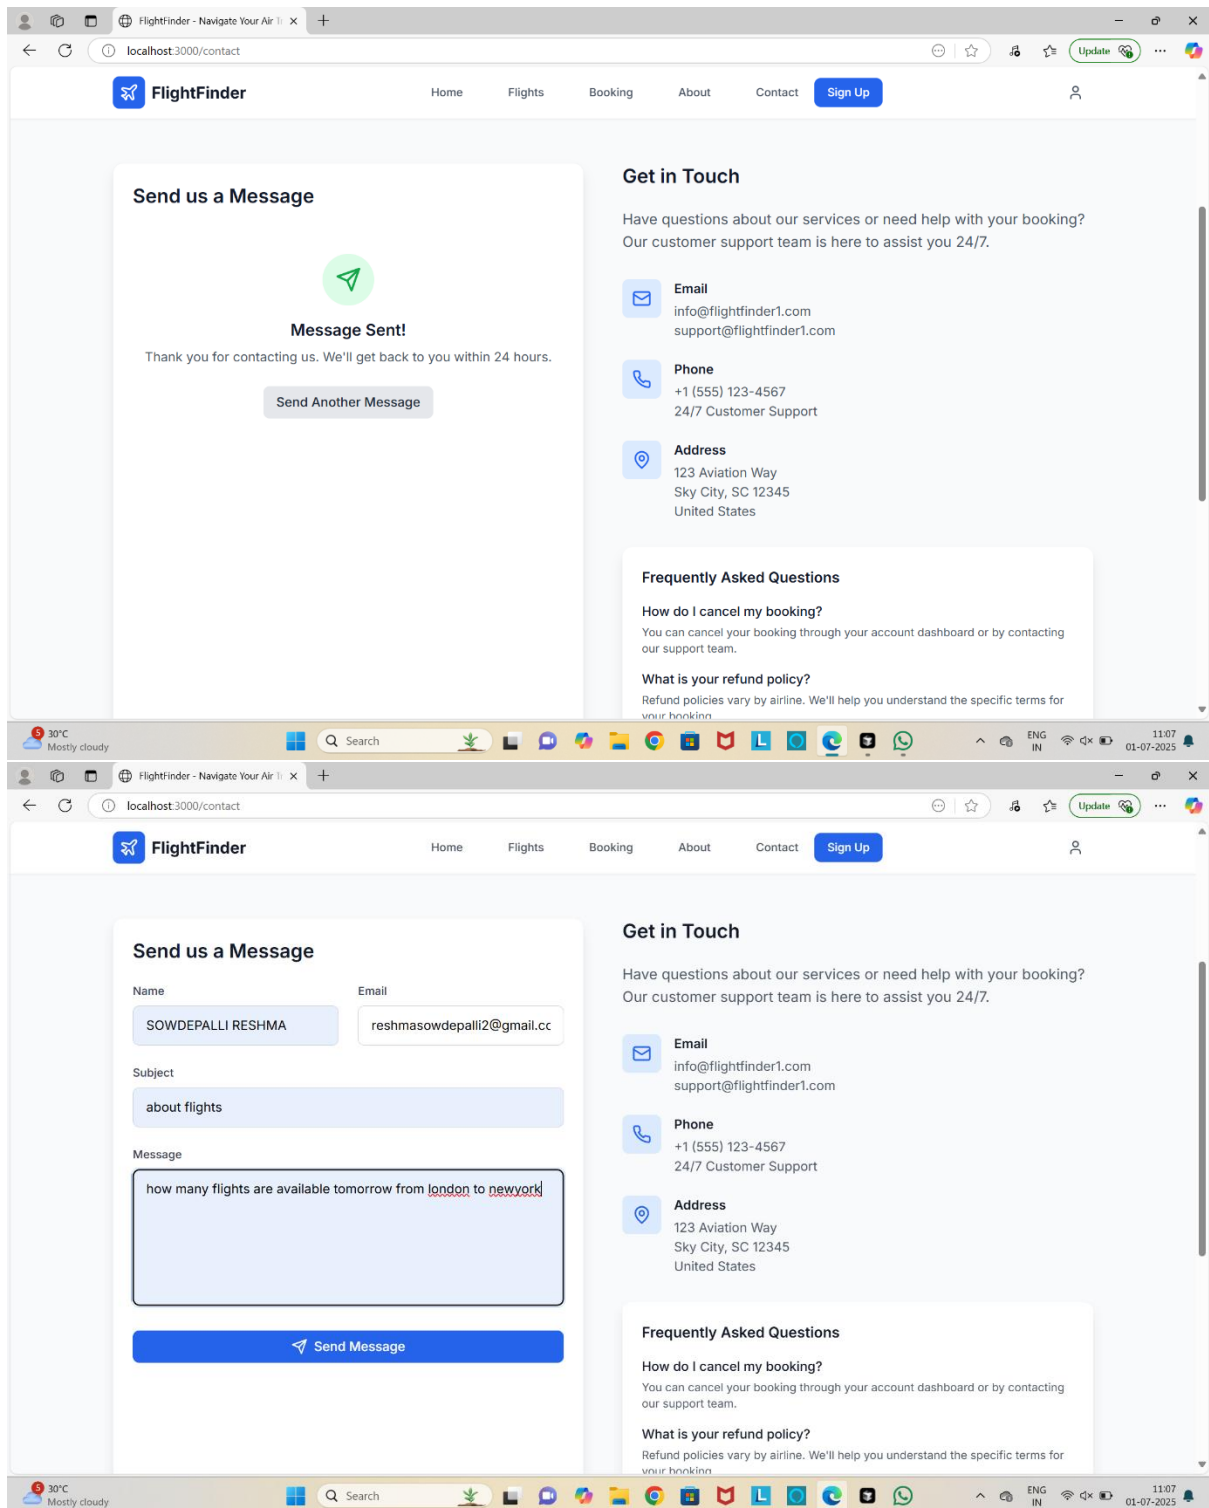 FlightFinder - Navigate Your Air
localhost:3000/contact
Update
FlightFinder
Home Flights Booking About Contact Sign Up
Send us a Message
Message Sent!
Thank you for contacting us. We'll get back to you within 24 hours.
Send Another Message
Get in Touch
Have questions about our services or need help with your booking?
Our customer support team is here to assist you 24/7.
Email
info@flightfinder1.com
support@flightfinder1.com
Phone
+1 (555) 123-4567
24/7 Customer Support
Address
123 Aviation Way
Sky City, SC 12345
United States
Frequently Asked Questions
How do I cancel my booking?
You can cancel your booking through your account dashboard or by contacting
our support team.
What is your refund policy?
Refund policies vary by airline. We'll help you understand the specific terms for
your booking
5
30°C
Mostly cloudy
Search
ENG
IN
11:07
01-07-2025
FlightFinder - Navigate Your Air
localhost:3000/contact
Update
FlightFinder
Home Flights Booking About Contact Sign Up
Send us a Message
Name Email
SOWDEPALLI RESHMA reshmasowdepalli2@gmail.cc
Subject
about flights
Message
how many flights are available tomorrow from london to newyork
Send Message
Get in Touch
Have questions about our services or need help with your booking?
Our customer support team is here to assist you 24/7.
Email
info@flightfinder1.com
support@flightfinder1.com
Phone
+1 (555) 123-4567
24/7 Customer Support
Address
123 Aviation Way
Sky City, SC 12345
United States
Frequently Asked Questions
How do I cancel my booking?
You can cancel your booking through your account dashboard or by contacting
our support team.
What is your refund policy?
Refund policies vary by airline. We'll help you understand the specific terms for
your booking
5
30°C
Mostly cloudy
Search
ENG
IN
11:07
01-07-2025